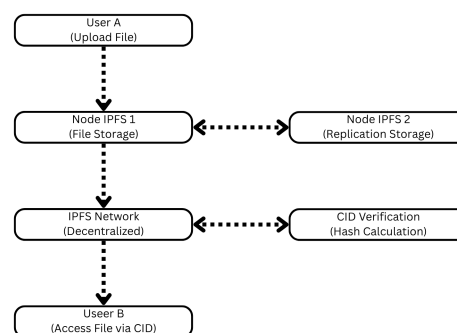 User A
(Upload File)
Node IPFS 1
(File Storage)
Node IPFS 2
(Replication Storage)
IPFS Network
(Decentralized)
CID Verification
(Hash Calculation)
Useer B
(Access File via CID)